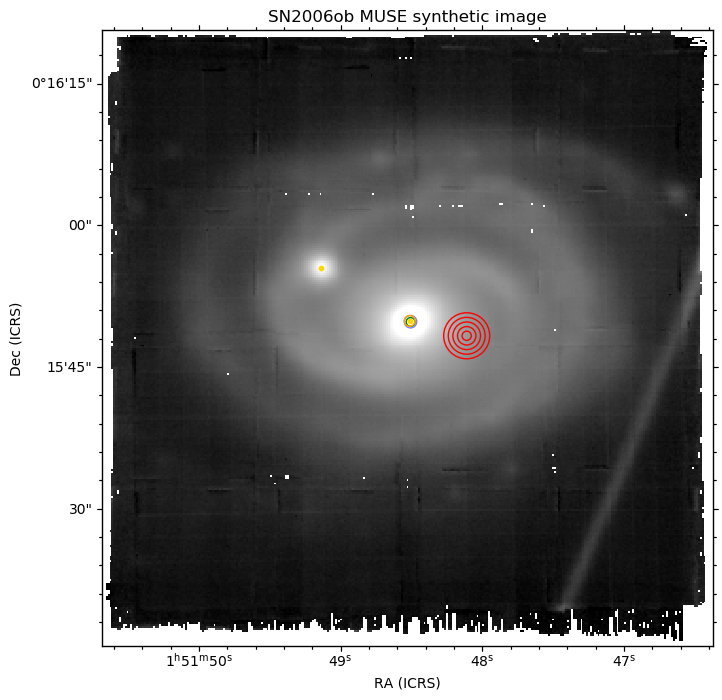 SN2006ob MUSE synthetic image
0°16'15"
00"
15'45"
30"
Dec (ICRS)
1ʰ51ᵐ50ˢ 49ˢ 48ˢ 47ˢ
RA (ICRS)